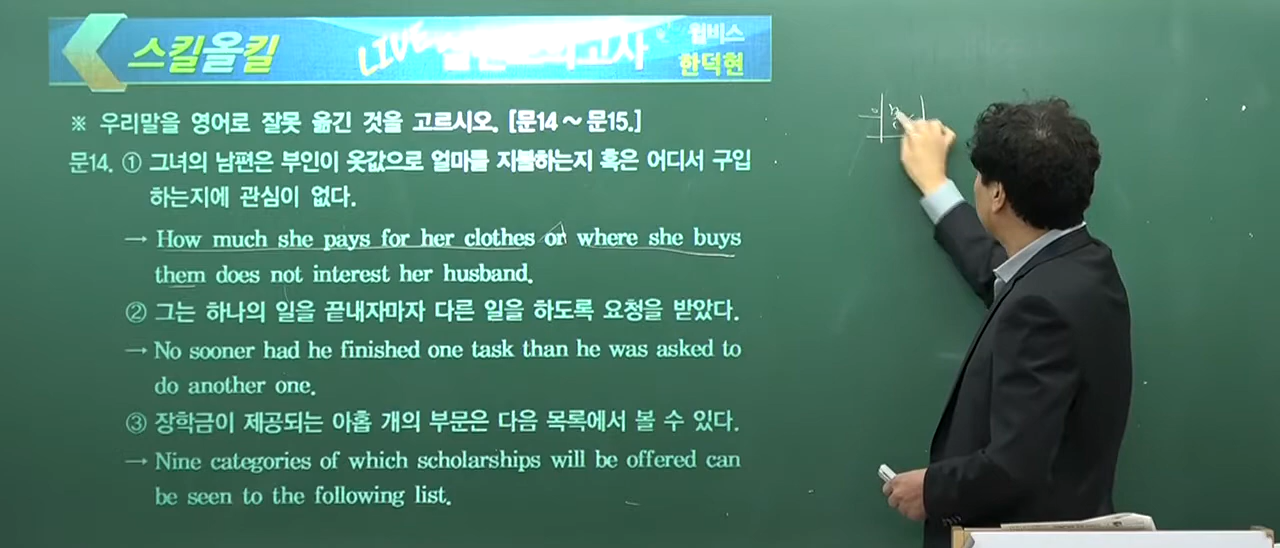 스킬올킬
LIVE
윕비스
한덕현
※ 우리말을 영어로 잘못 옮긴 것을 고르시오. [문14 ~ 문15.]
문14. ① 그녀의 남편은 부인이 옷값으로 얼마를 지불하는지 혹은 어디서 구입
하는지에 관심이 없다.
→ How much she pays for her clothes or where she buys
them does not interest her husband.
② 그는 하나의 일을 끝내자마자 다른 일을 하도록 요청을 받았다.
→ No sooner had he finished one task than he was asked to
do another one.
③ 장학금이 제공되는 아홉 개의 부문은 다음 목록에서 볼 수 있다.
→ Nine categories of which scholarships will be offered can
be seen to the following list.